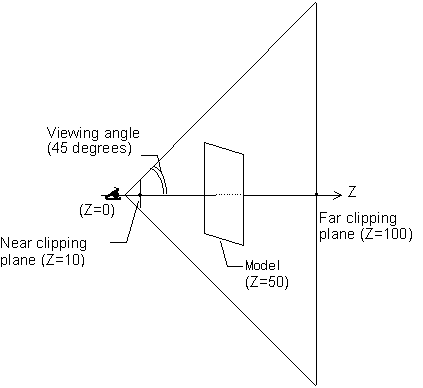 Viewing angle
(45 degrees)
Z
(Z=0)
Far clipping
plane (Z=100)
Near clipping
plane (Z=10)
Model
(Z=50)